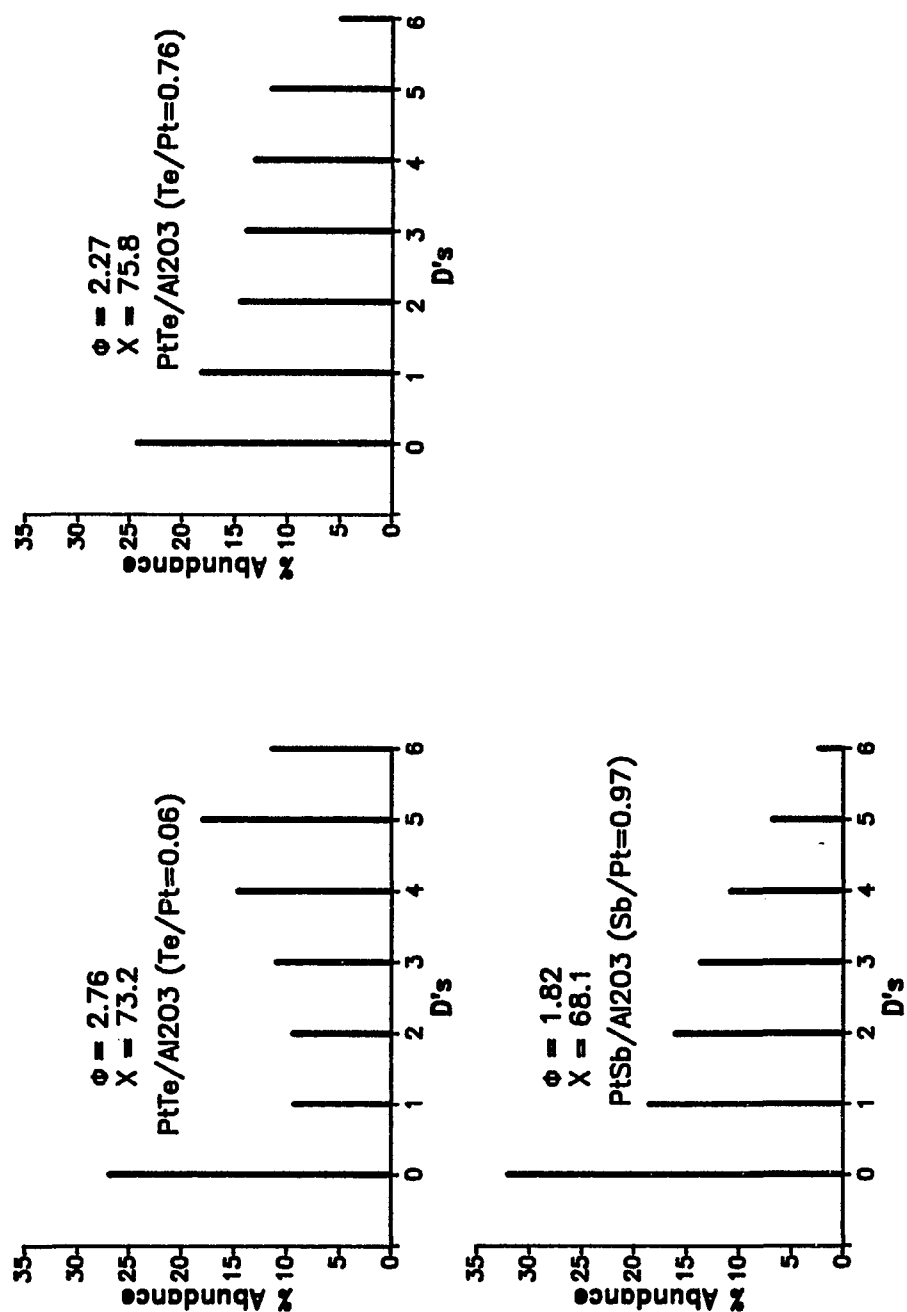 Φ = 2.76
X = 73.2
PtTe/Al2O3 (Te/Pt=0.06)
% Abundance
35
30
25
20
15
10
5
0
0 1 2 3 4 5 6
D's
Φ = 2.27
X = 75.8
PtTe/Al2O3 (Te/Pt=0.76)
% Abundance
35
30
25
20
15
10
5
0
0 1 2 3 4 5 6
D's
Φ = 1.82
X = 68.1
PtSb/Al2O3 (Sb/Pt=0.97)
% Abundance
35
30
25
20
15
10
5
0
0 1 2 3 4 5 6
D's